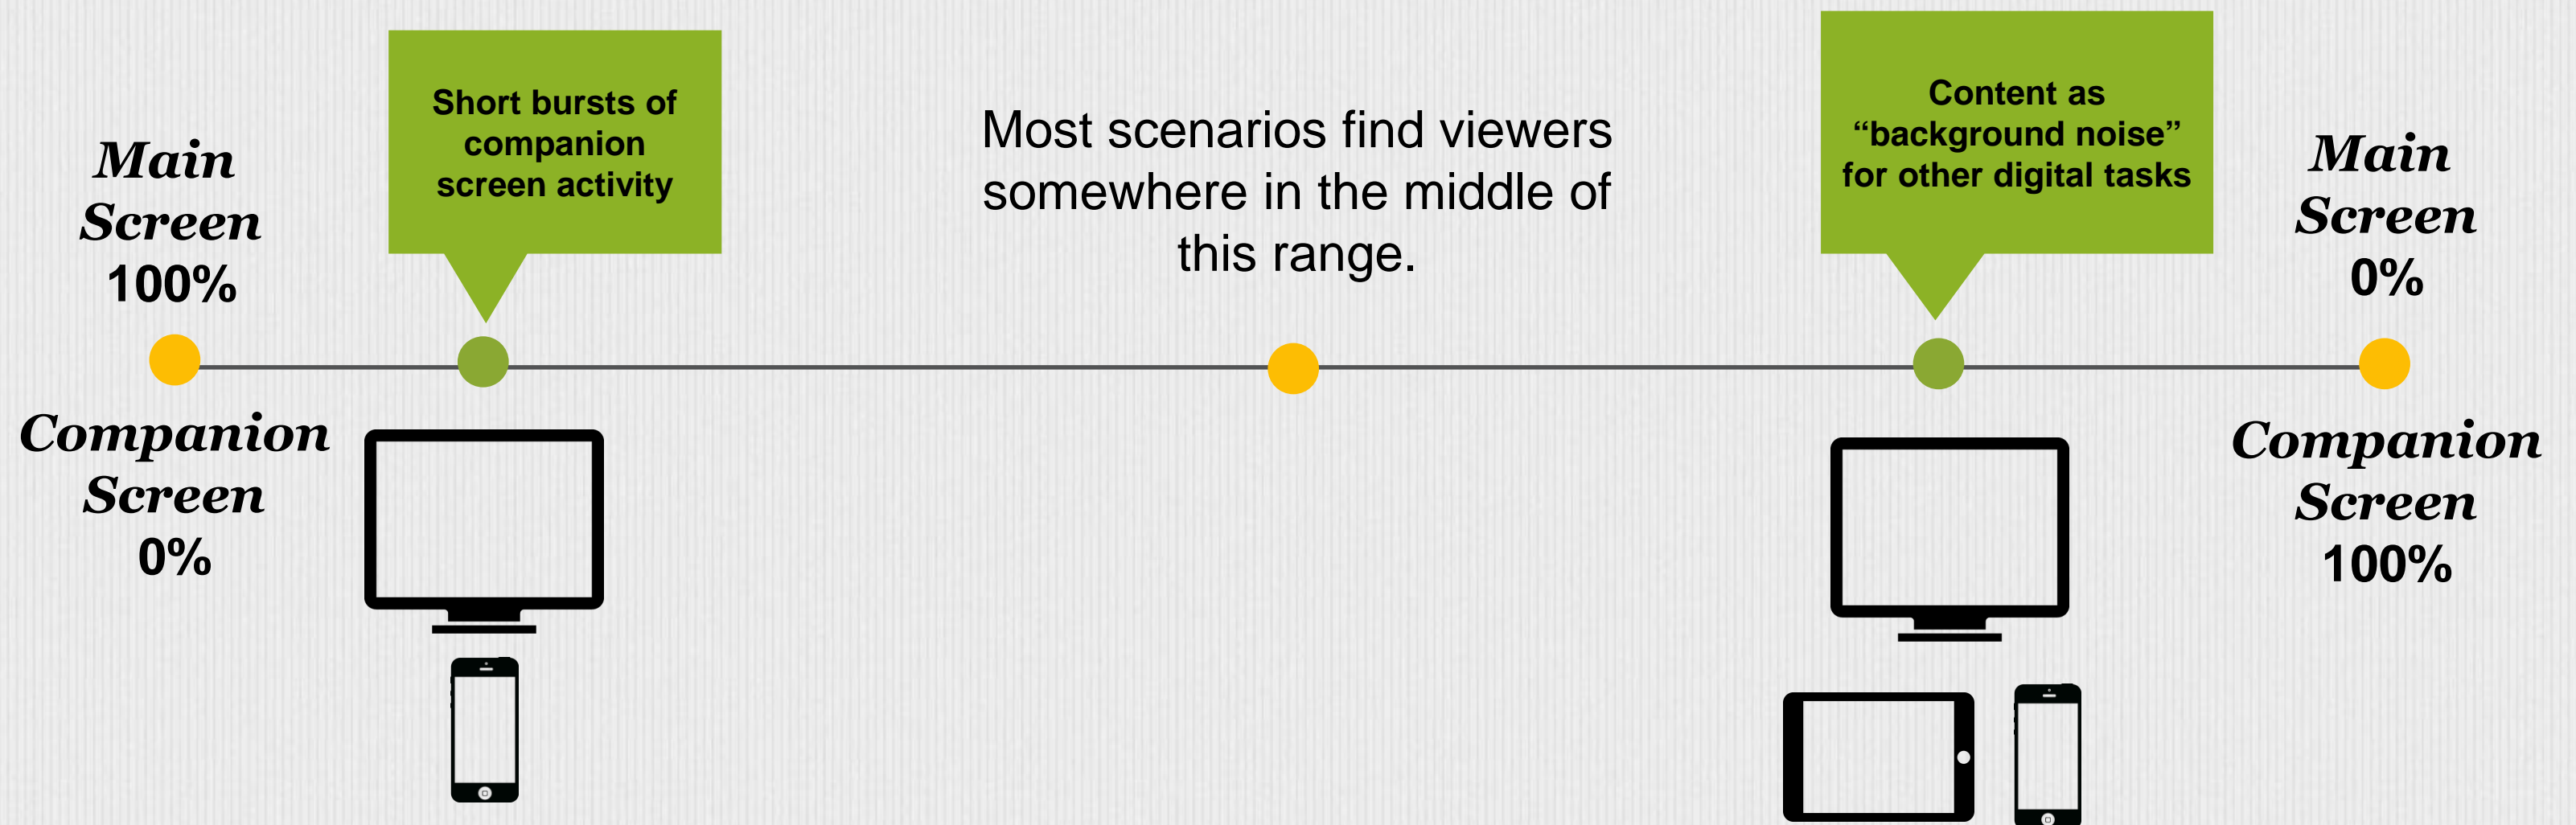 Main
Screen
100%
Companion
Screen
0%
Short bursts of
companion
screen activity
Most scenarios find viewers
somewhere in the middle of
this range.
Content as
“background noise”
for other digital tasks
Main
Screen
0%
Companion
Screen
100%